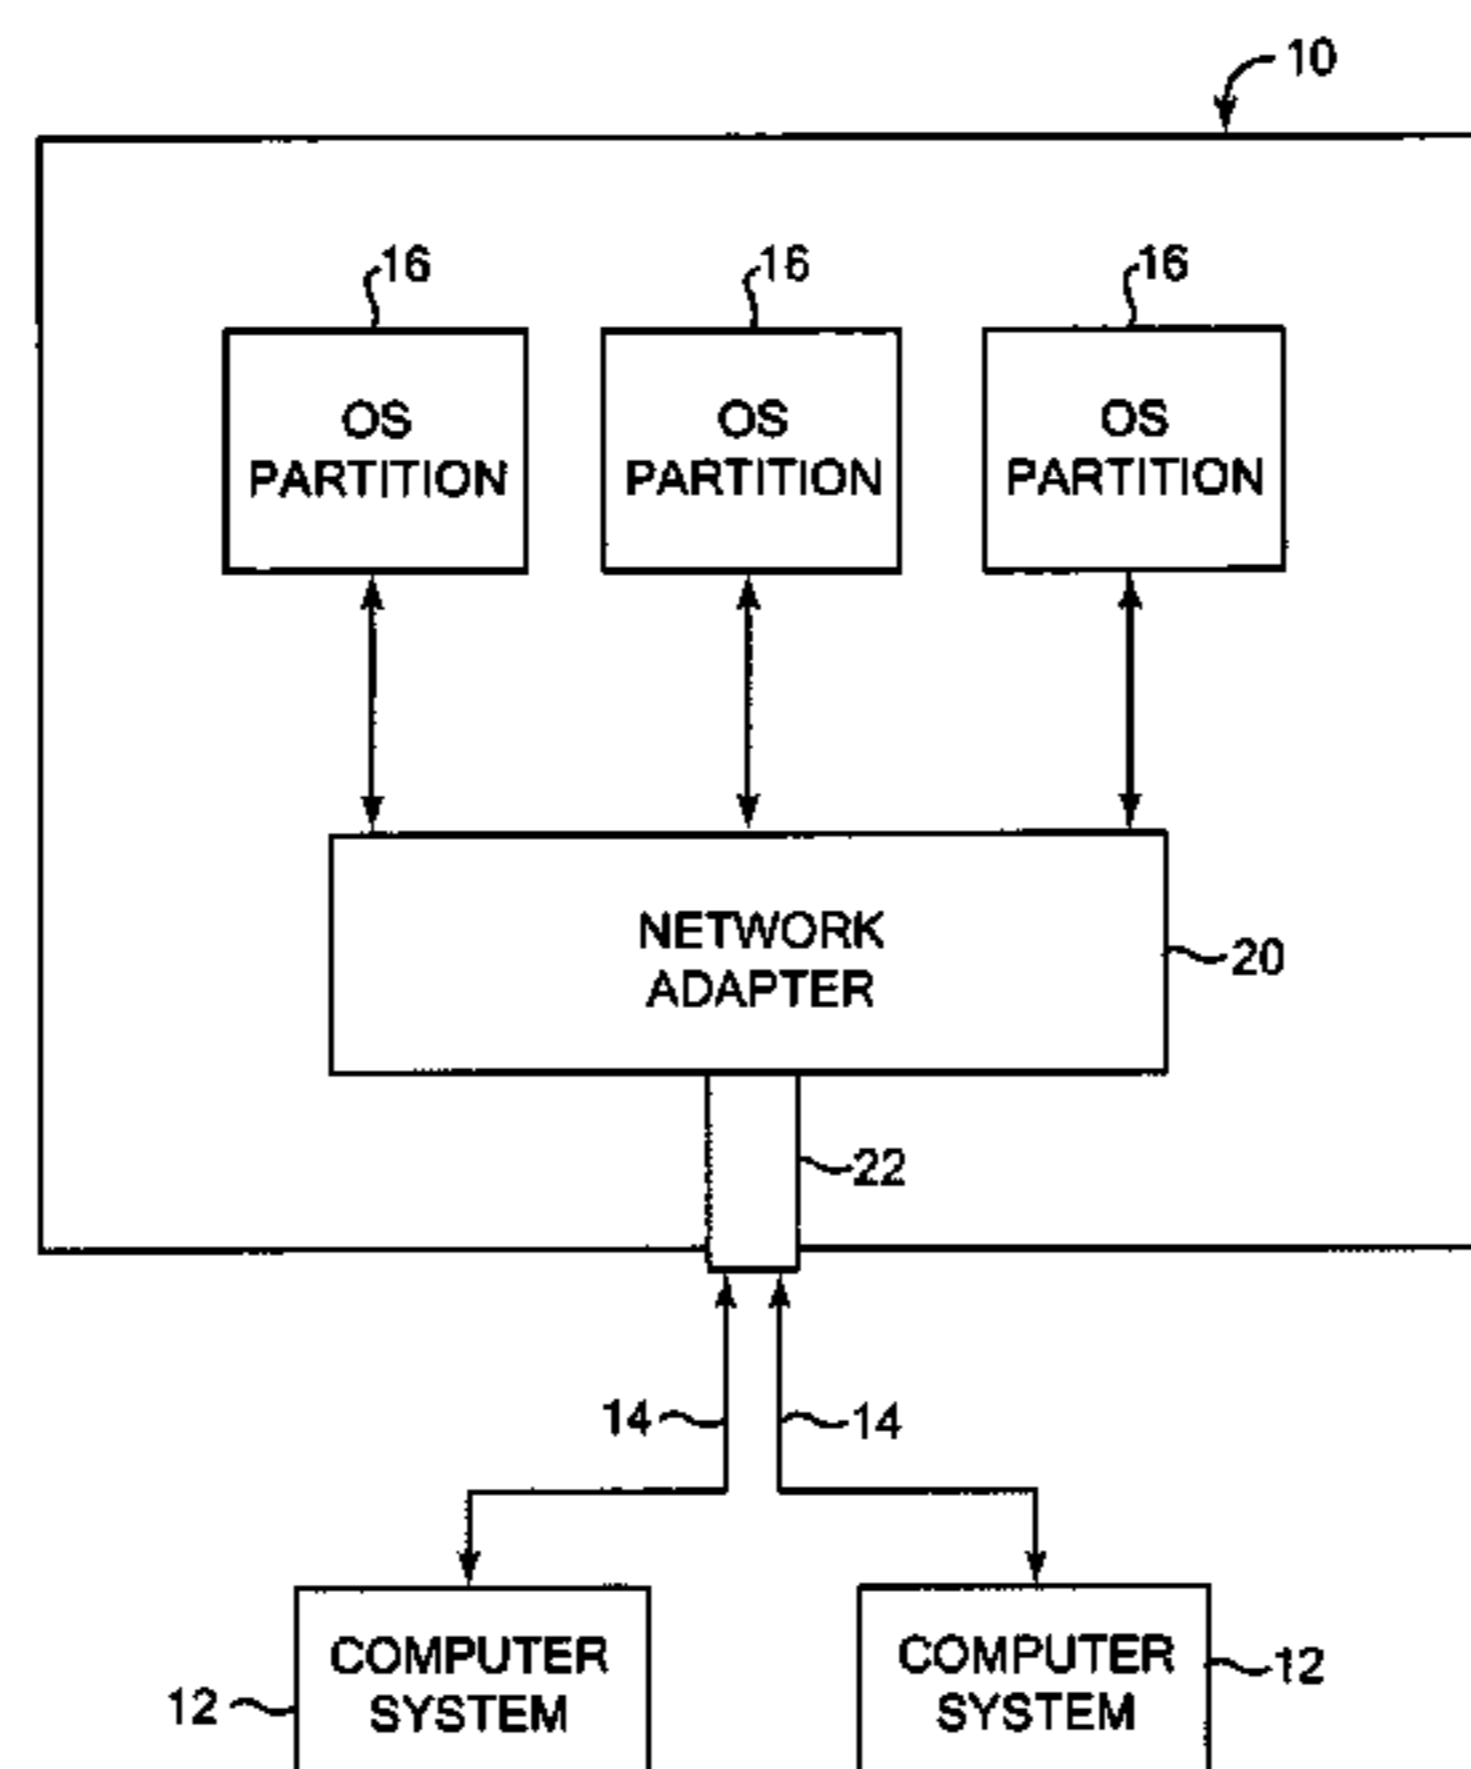 10
16 16 16
OS OS OS
PARTITION PARTITION PARTITION
NETWORK
ADAPTER
20
22
14 14
COMPUTER COMPUTER
SYSTEM SYSTEM
12 12